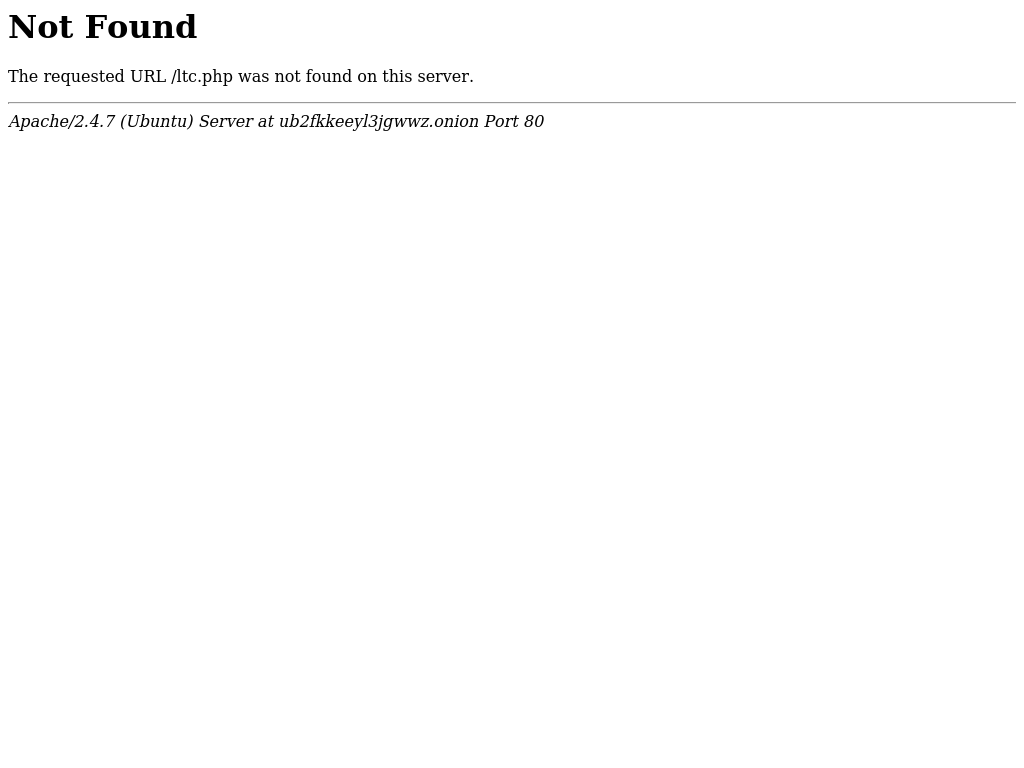 Not Found
The requested URL /ltc.php was not found on this server.
Apache/2.4.7 (Ubuntu) Server at ub2fkkeeyl3jgwwz.onion Port 80